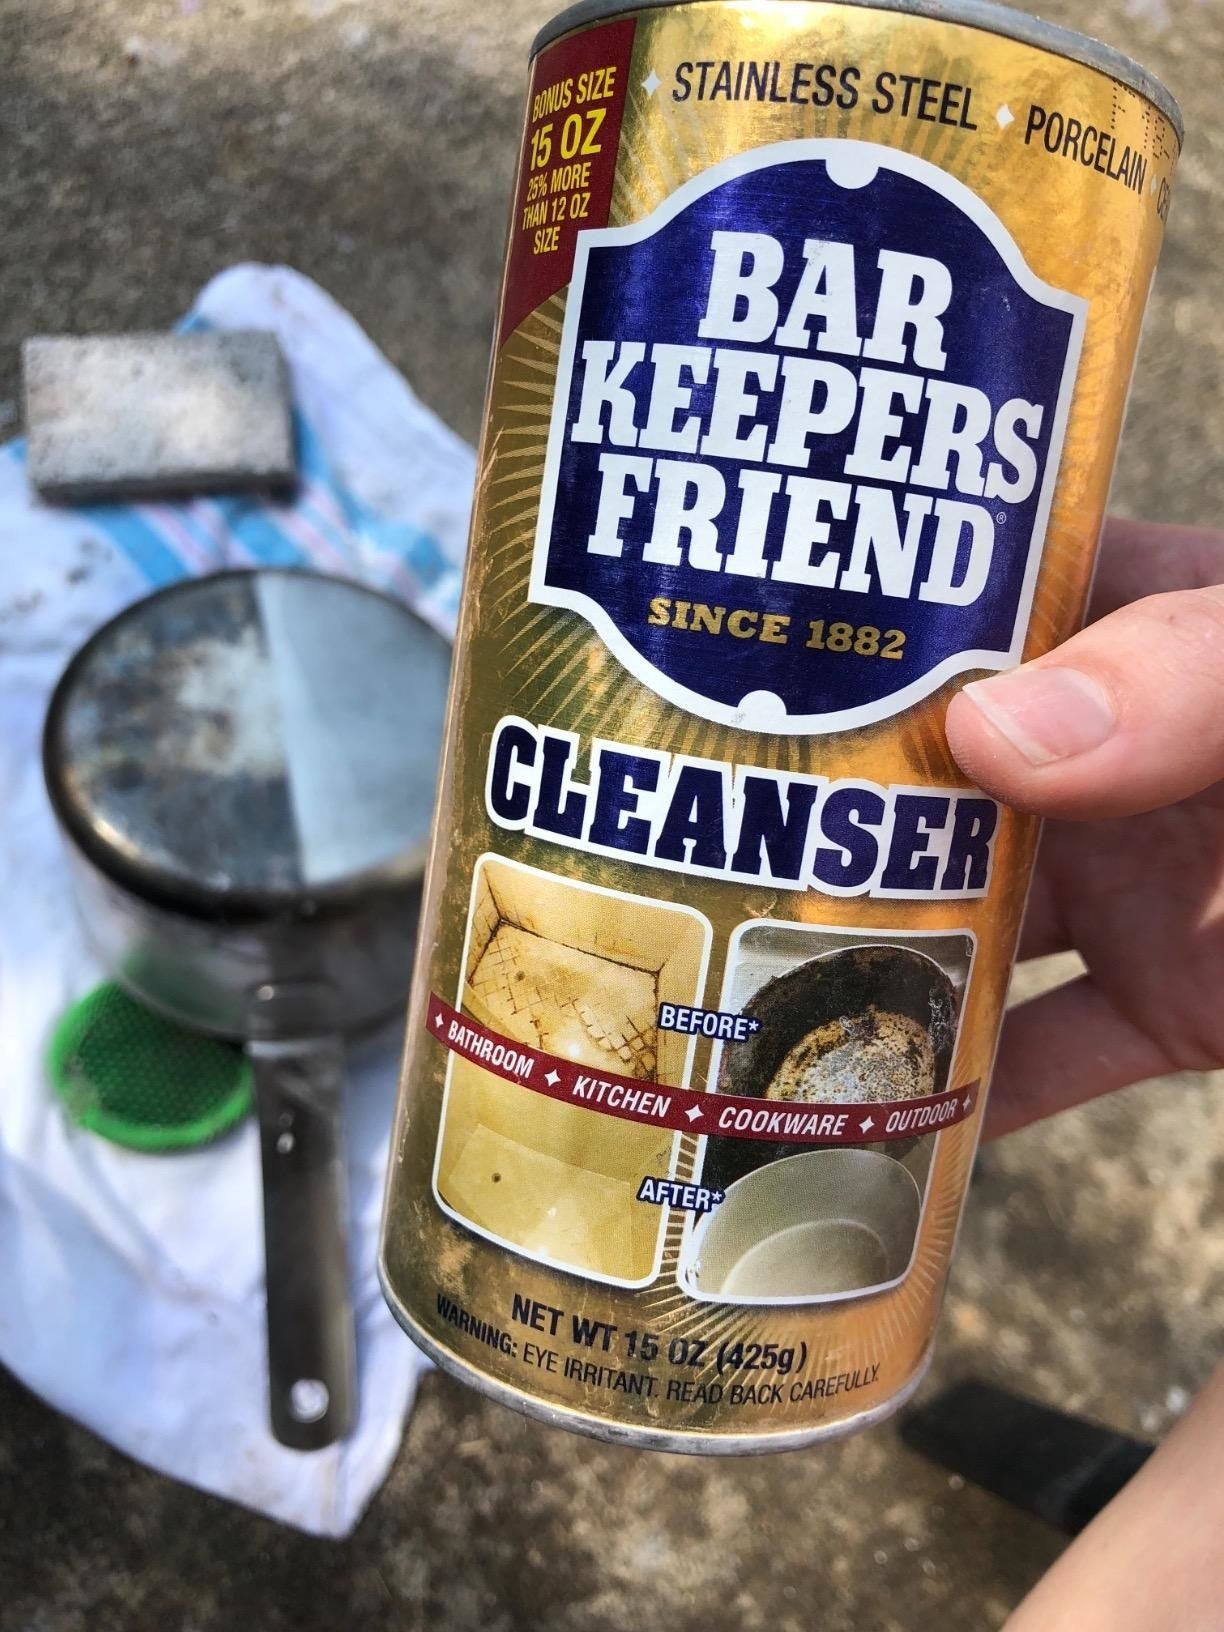 BONUS SIZE
15 OZ
25% MORE
THAN 12 OZ
SIZE
STAINLESS STEEL PORCELAIN
BAR
KEEPERS
FRIEND®
SINCE 1882
CLEANSER
BEFORE*
BATHROOM KITCHEN COOKWARE OUTDOOR
AFTER*
NET WT 15 OZ (425g)
WARNING: EYE IRRITANT. READ BACK CAREFULLY.